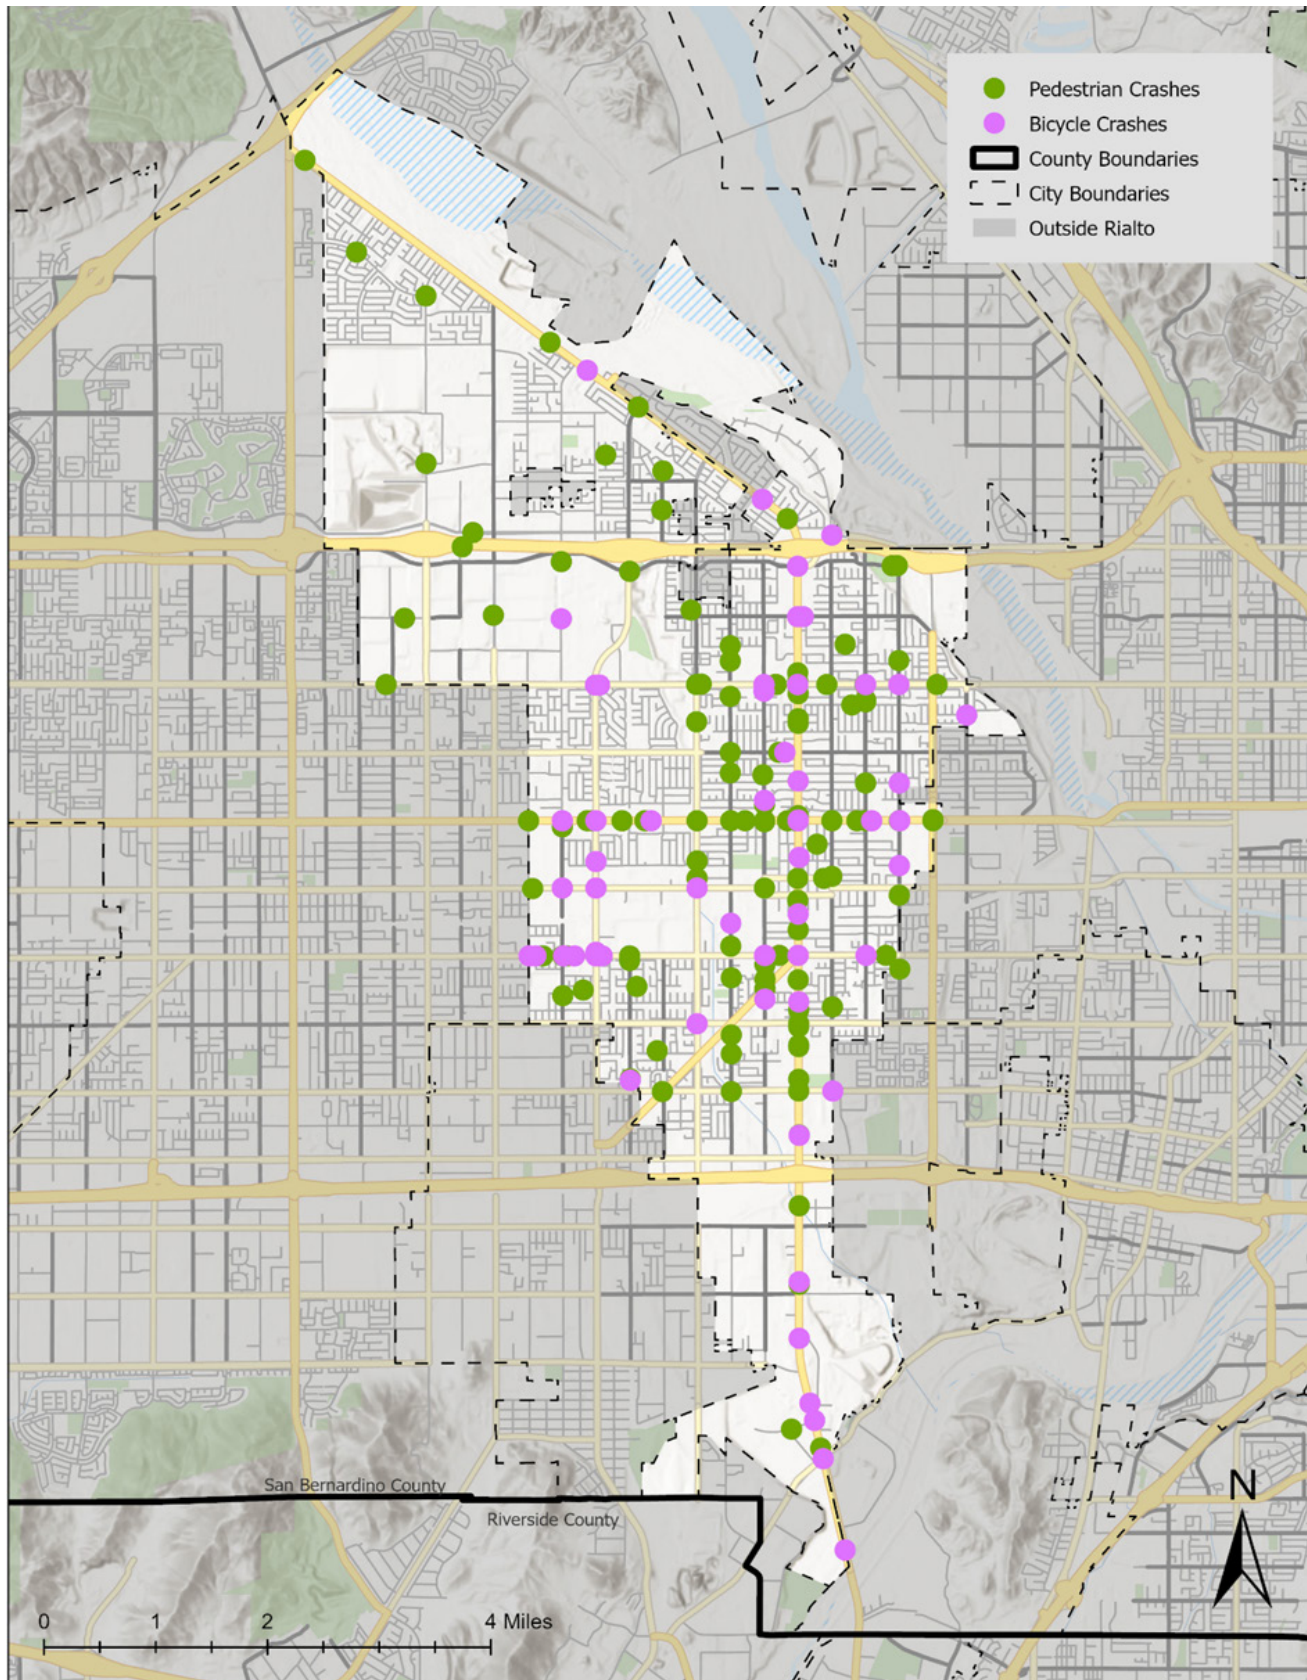 Pedestrian Crashes
Bicycle Crashes
County Boundaries
City Boundaries
Outside Rialto
San Bernardino County
Riverside County
N
0 1 2 4 Miles